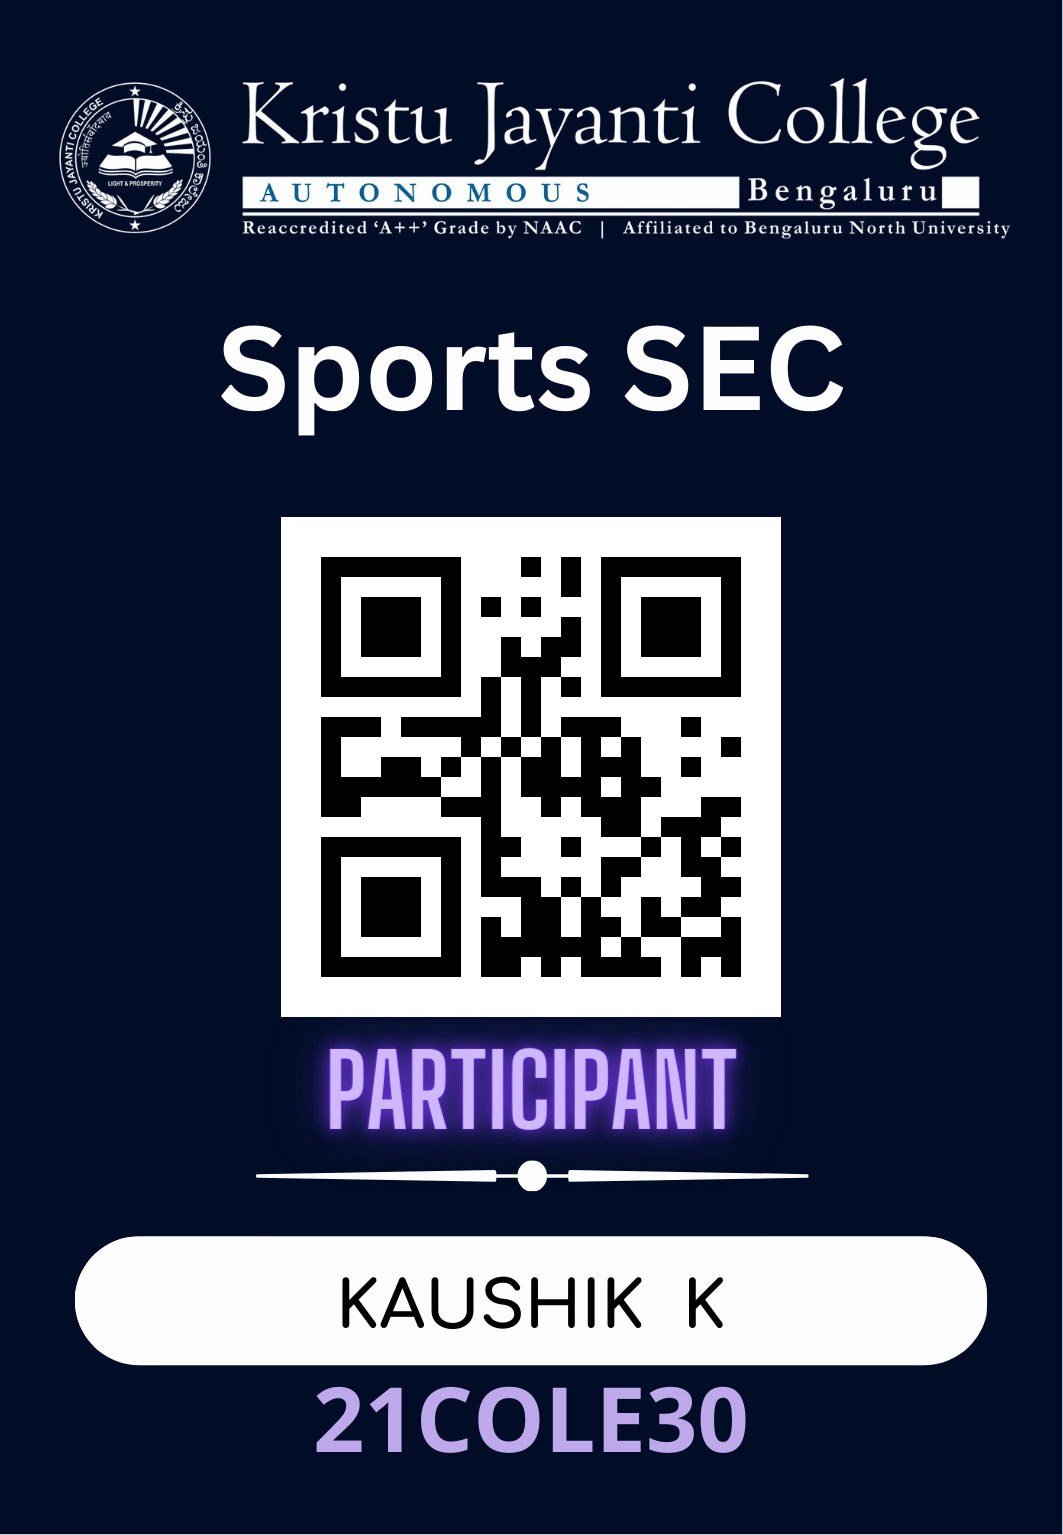 KRISTU JAYANTI COLLEGE
ಕ್ರಿಸ್ತು ಜಯಂತಿ ಕಾಲೇಜು
LIGHT & PROSPERITY
Kristu Jayanti College
AUTONOMOUS Bengaluru
Reaccredited ‘A++’ Grade by NAAC | Affiliated to Bengaluru North University
Sports SEC
PARTICIPANT
KAUSHIK K
21COLE30